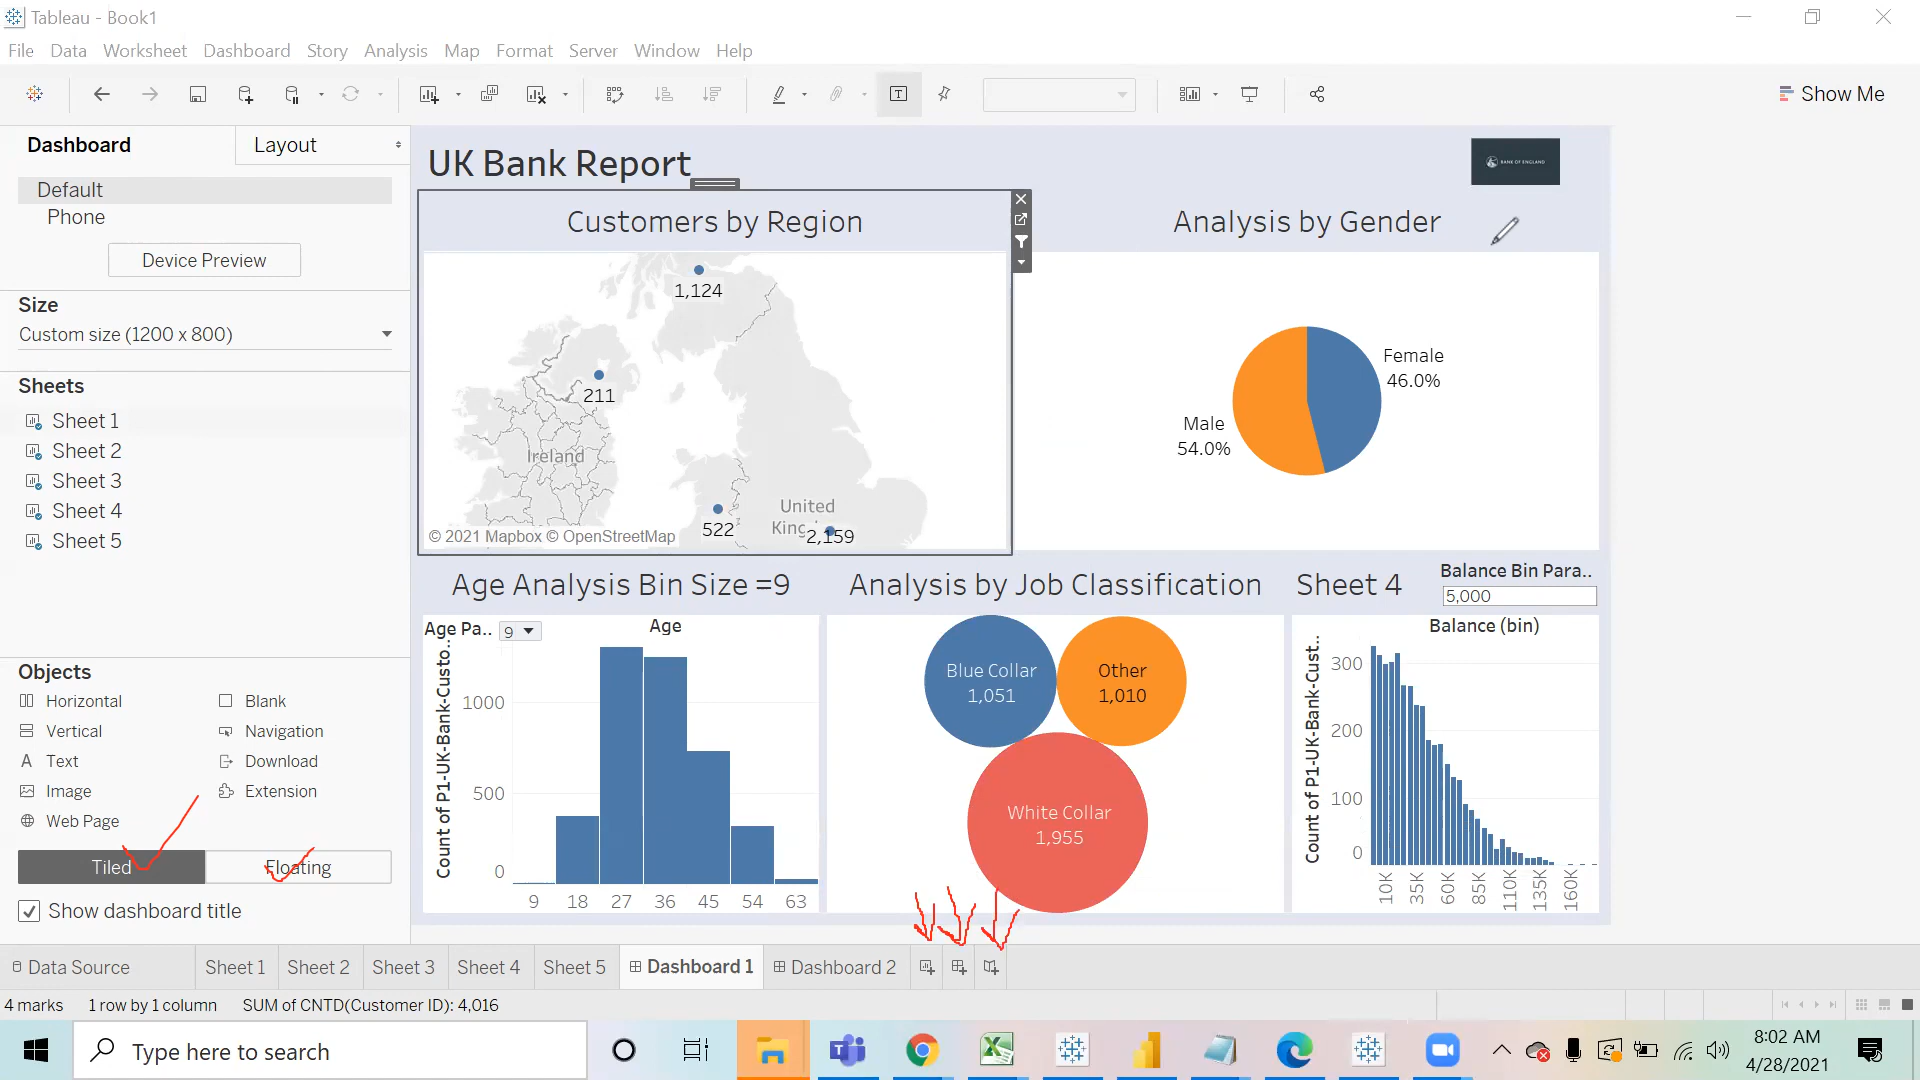 Tableau - Book1
File Data Worksheet Dashboard Story Analysis Map Format Server Window Help
Show Me
Dashboard
Layout
Default
Phone
Device Preview
Size
Custom size (1200 x 800)
Sheets
Sheet 1
Sheet 2
Sheet 3
Sheet 4
Sheet 5
Objects
Horizontal Blank
Vertical Navigation
A Text Download
Image Extension
Web Page
Tiled Floating
Show dashboard title
UK Bank Report
BANK OF ENGLAND
Customers by Region
1,124
211
Ireland
United
522
2,159
© 2021 Mapbox © OpenStreetMap
Analysis by Gender
Female
46.0%
Male
54.0%
Age Analysis Bin Size =9
Age Pa..
9
Age
Count of P1-UK-Bank-Custo..
1000
500
0
9 18 27 36 45 54 63
Analysis by Job Classification
Blue Collar
1,051
Other
1,010
White Collar
1,955
Sheet 4
Balance Bin Para..
5,000
Balance (bin)
Count of P1-UK-Bank-Cust..
300
200
100
0
10K 35K 60K 85K 110K 135K 160K
Data Source Sheet 1 Sheet 2 Sheet 3 Sheet 4 Sheet 5 Dashboard 1 Dashboard 2
4 marks 1 row by 1 column SUM of CNTD(Customer ID): 4,016
Type here to search
8:02 AM
4/28/2021